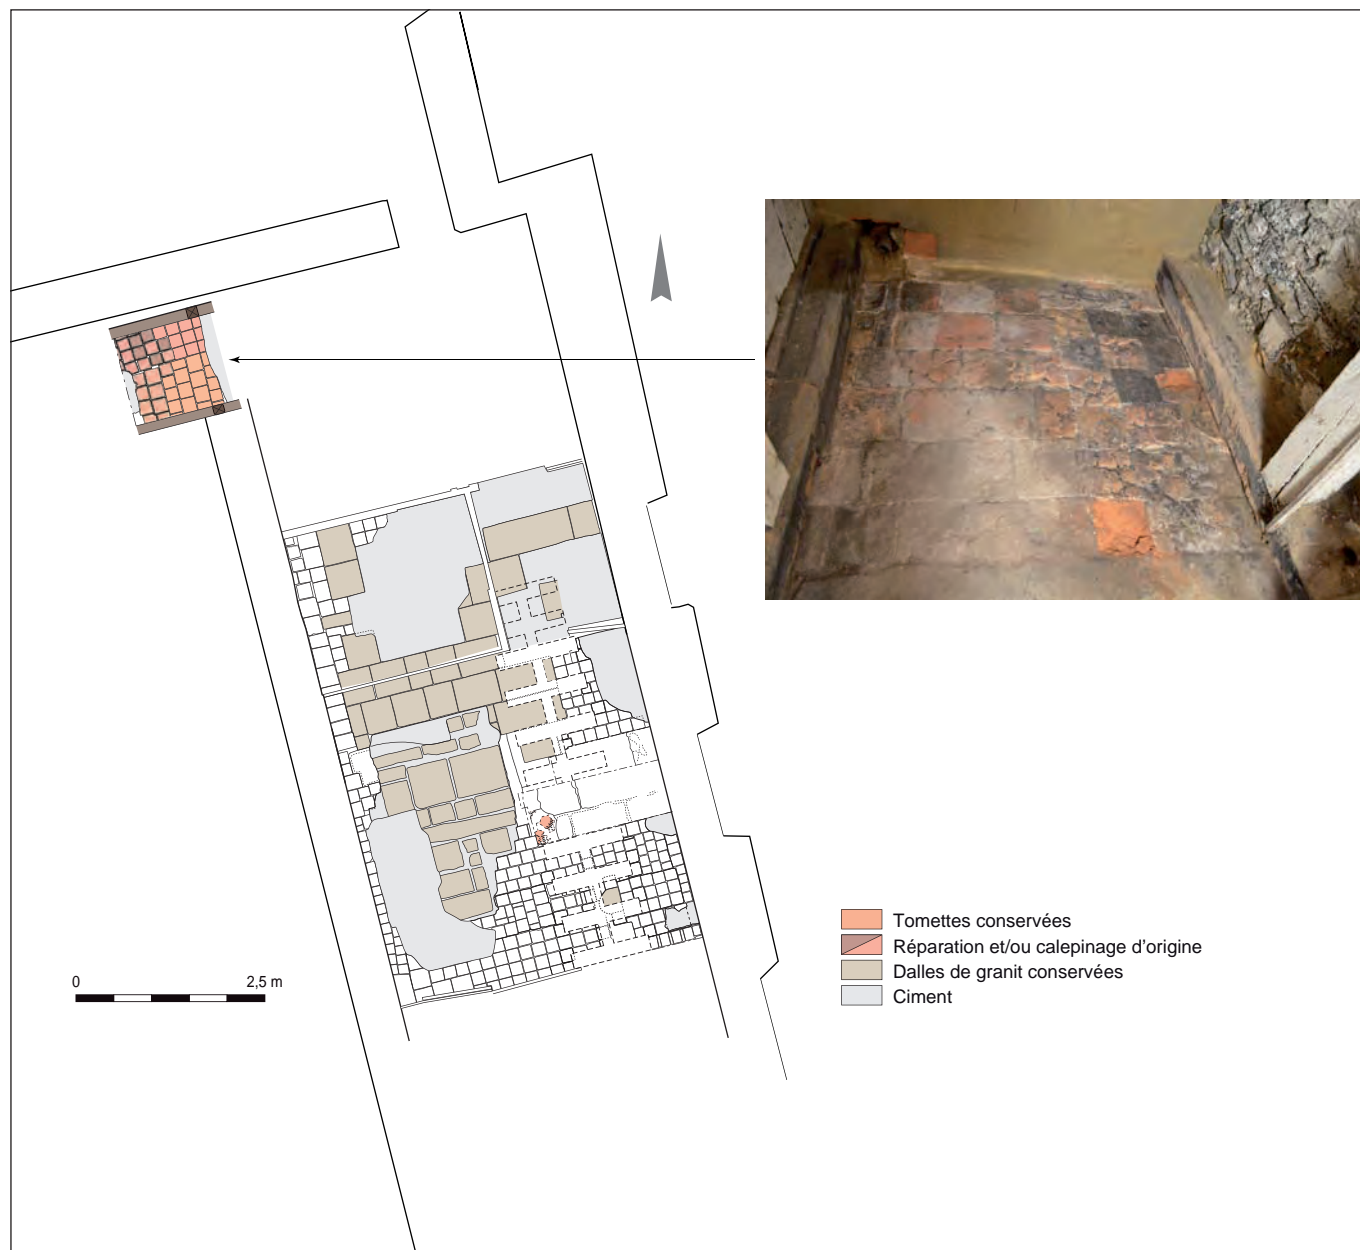 Tomettes conservées
Réparation et/ou calepinage d'origine
Dalles de granit conservées
Ciment
0 2,5 m